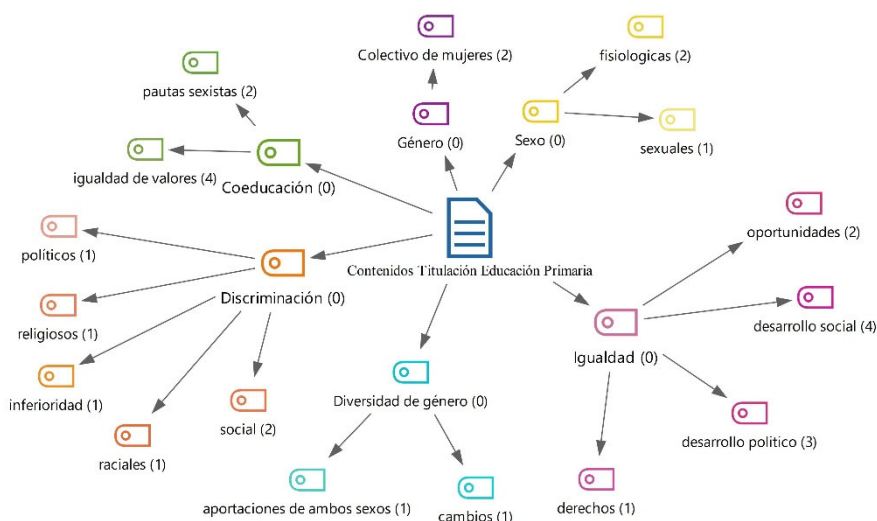 Colectivo de mujeres (2)
fisiologicas (2)
pautas sexistas (2)
Género (0)
Sexo (0)
sexuales (1)
igualdad de valores (4)
Coeducación (0)
oportunidades (2)
políticos (1)
Contenidos Titulación Educación Primaria
Discriminación (0)
religiosos (1)
desarrollo social (4)
Igualdad (0)
inferioridad (1)
social (2)
Diversidad de género (0)
raciales (1)
desarrollo politico (3)
aportaciones de ambos sexos (1)
cambios (1)
derechos (1)